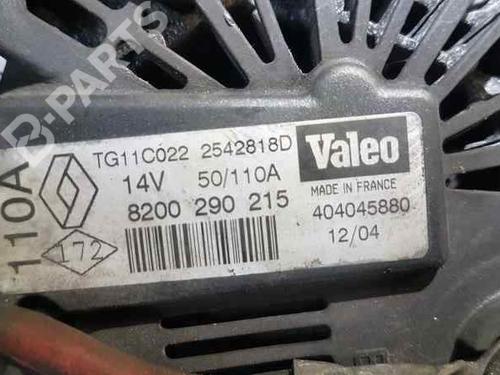 B-PARTS
TG11C022 2542818D
14V 50/110A
8200 290 215
110A
172
Valeo
MADE IN FRANCE
404045880
12/04